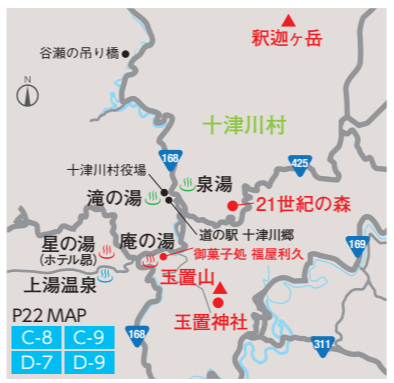 釈迦ヶ岳
谷瀬の吊り橋
N
十津川村
168
425
十津川村役場
泉湯
滝の湯
21世紀の森
道の駅 十津川郷
庵の湯
御菓子処 福屋利久
169
星の湯
(ホテル昴)
上湯温泉
玉置山
玉置神社
P22 MAP
C-8 C-9
D-7 D-9
168
311